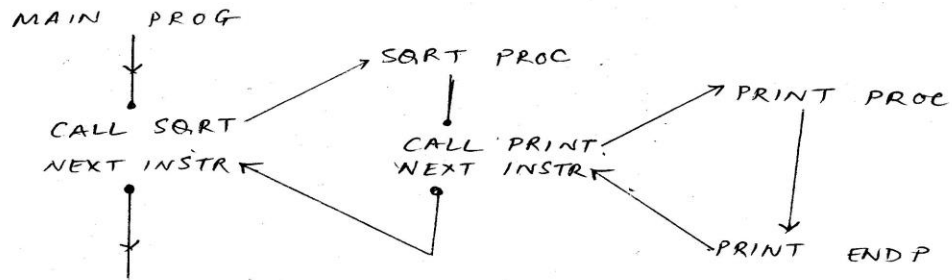 MAIN PROG
SQRT PROC
PRINT PROC
CALL SQRT
NEXT INSTR
CALL PRINT
NEXT INSTR
PRINT ENDP